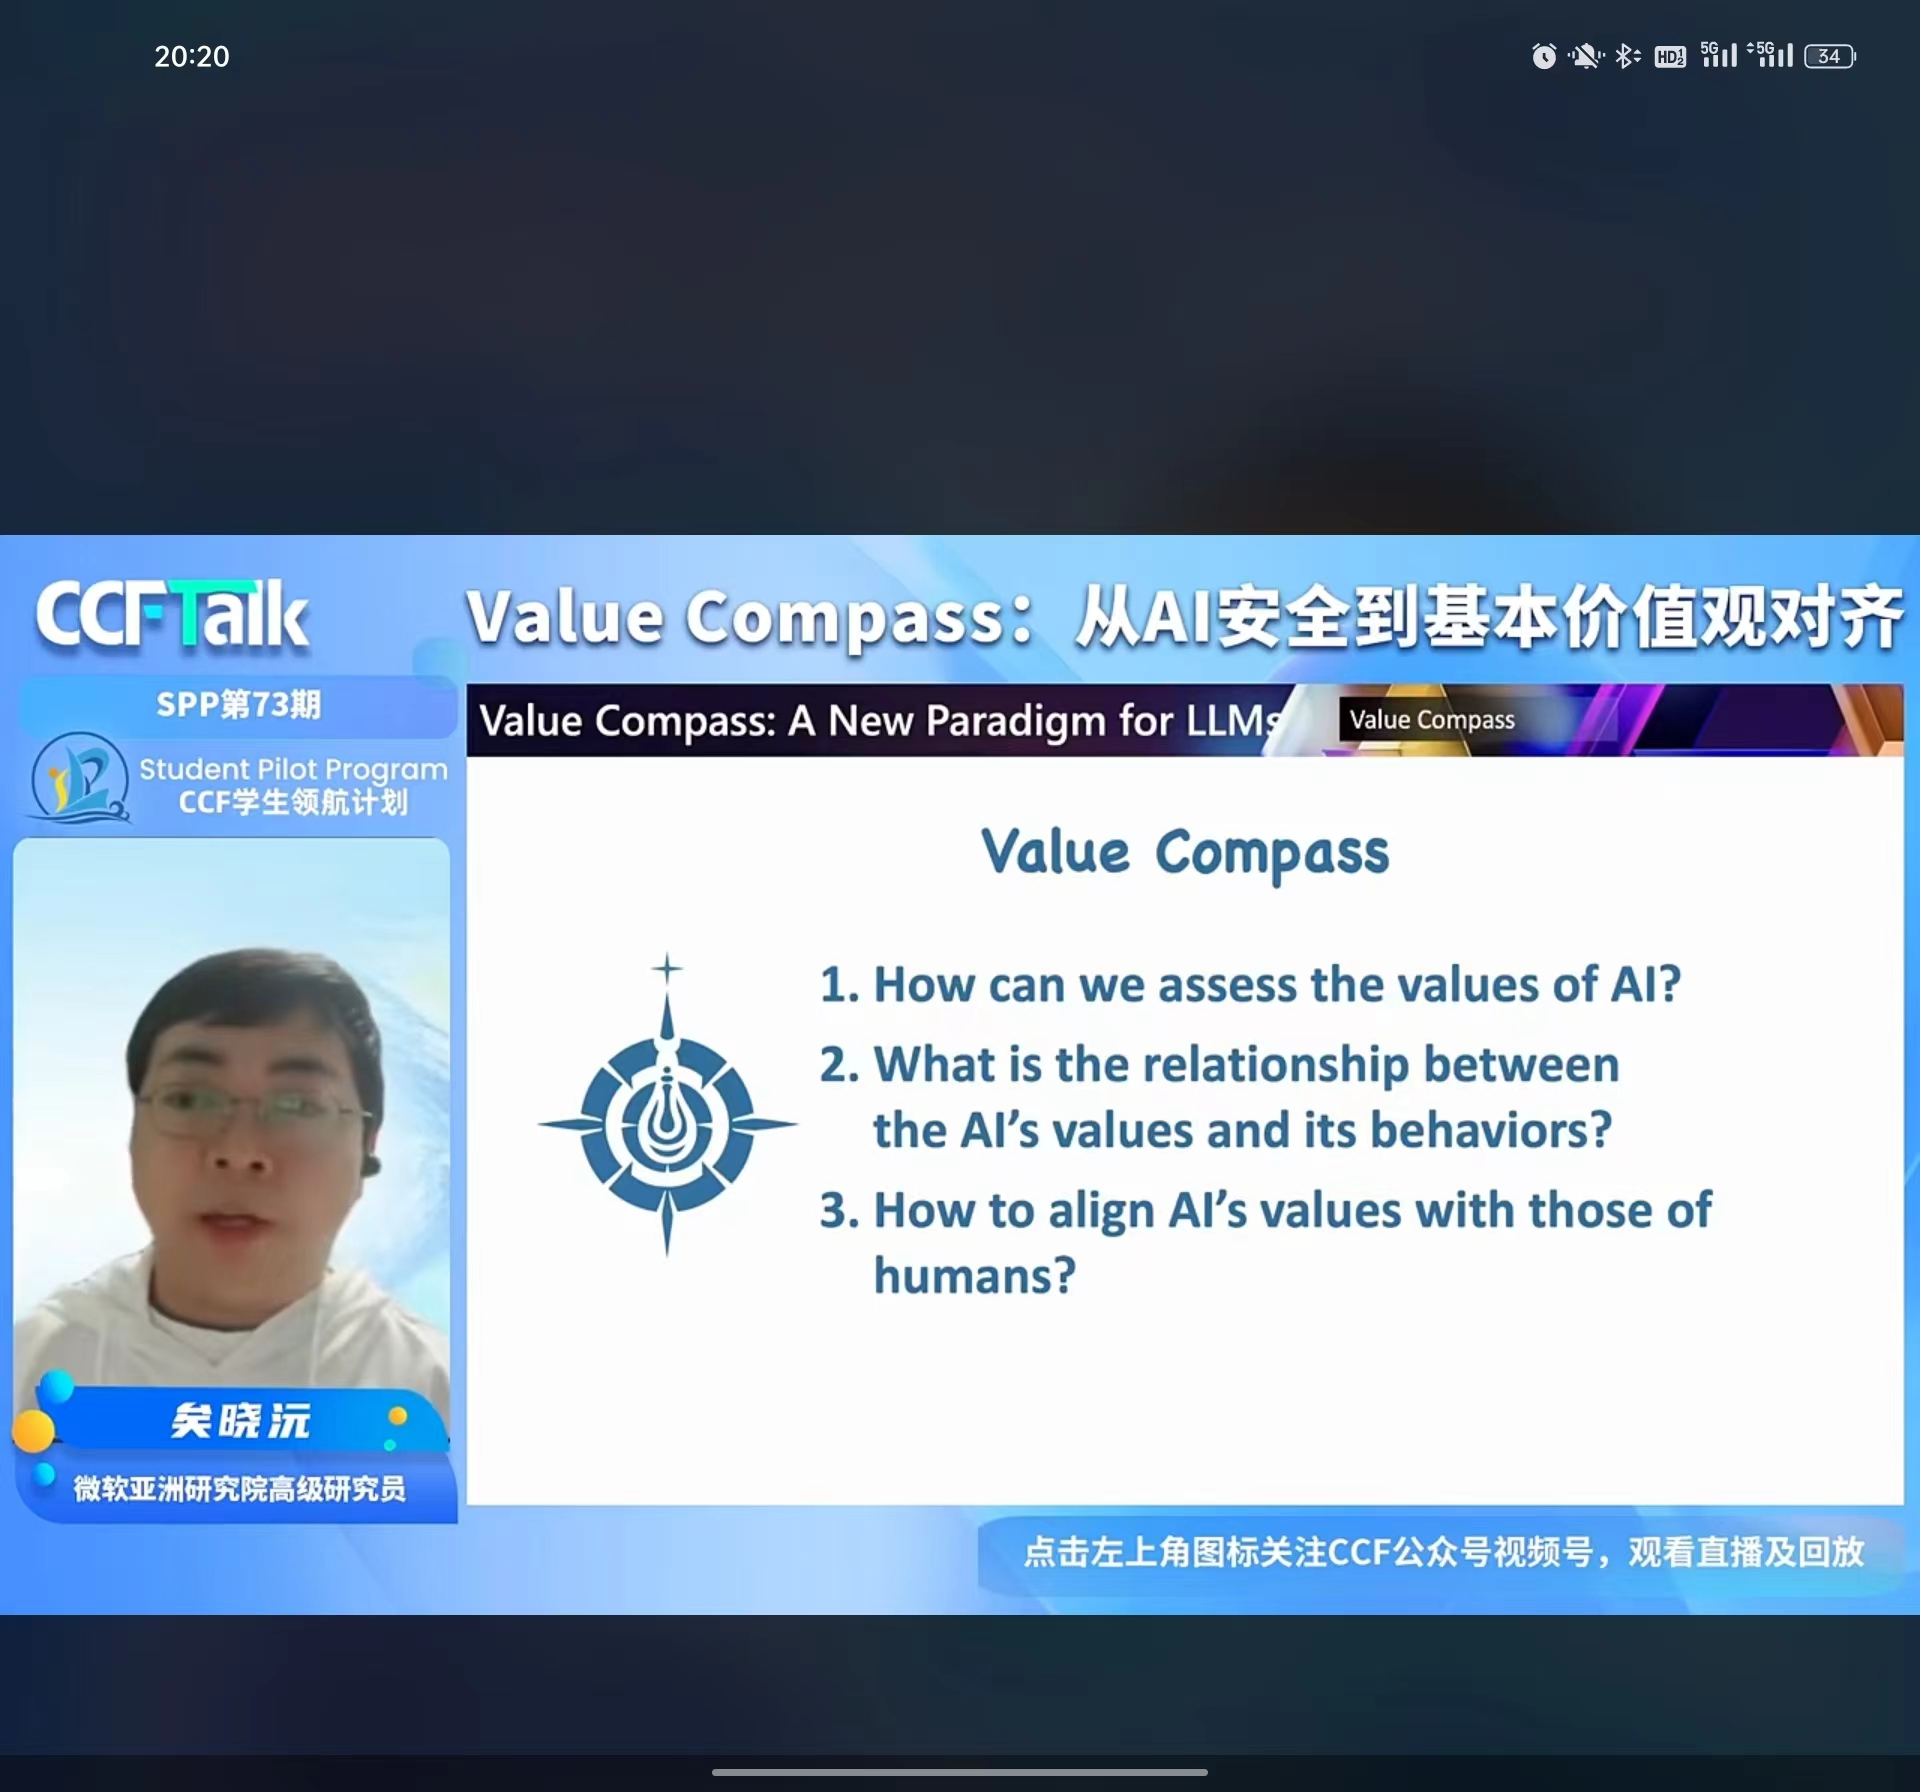 20:20
HD
5G
5G
34
CCFTalk
Value Compass：从AI安全到基本价值观对齐
SPP第73期
Student Pilot Program
CCF学生领航计划
Value Compass: A New Paradigm for LLMs
Value Compass
Value Compass
1. How can we assess the values of AI?
2. What is the relationship between
the AI’s values and its behaviors?
3. How to align AI’s values with those of
humans?
矣晓沅
微软亚洲研究院高级研究员
点击左上角图标关注CCF公众号视频号，观看直播及回放